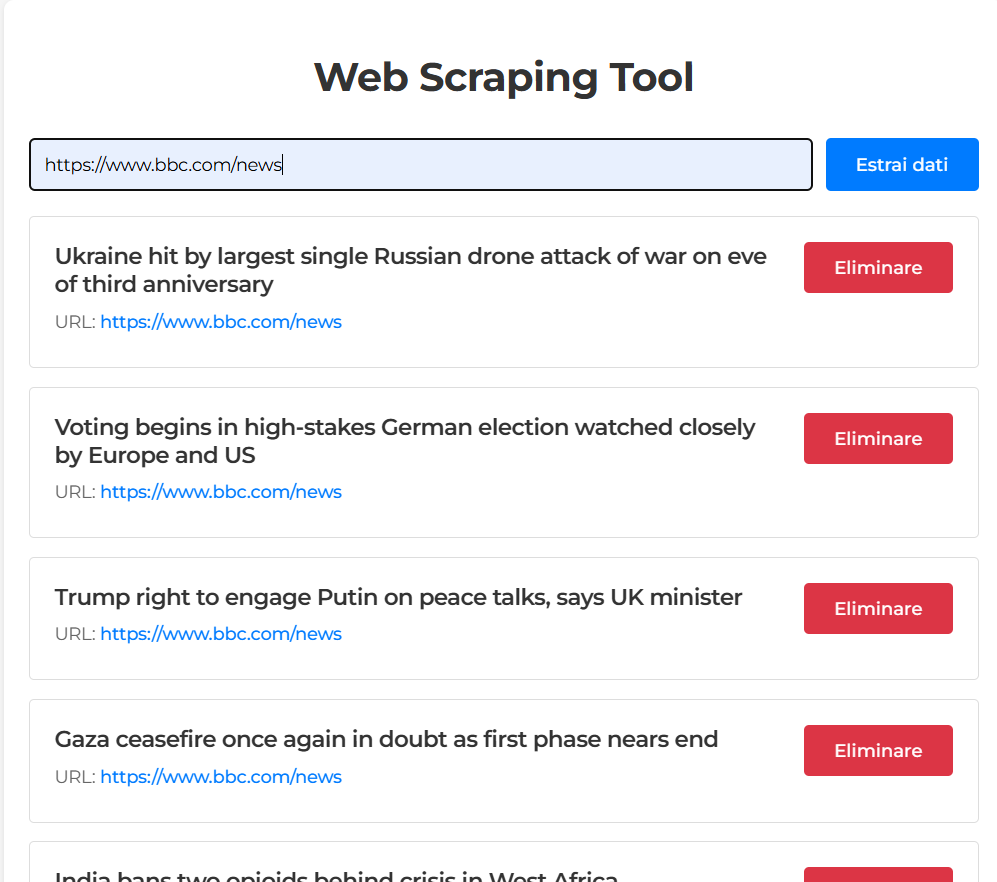 Web Scraping Tool
https://www.bbc.com/news
Estrai dati
Ukraine hit by largest single Russian drone attack of war on eve
of third anniversary
Eliminare
URL: https://www.bbc.com/news
Voting begins in high-stakes German election watched closely
by Europe and US
Eliminare
URL: https://www.bbc.com/news
Trump right to engage Putin on peace talks, says UK minister
Eliminare
URL: https://www.bbc.com/news
Gaza ceasefire once again in doubt as first phase nears end
Eliminare
URL: https://www.bbc.com/news
India bans two opioids behind crisis in West Africa